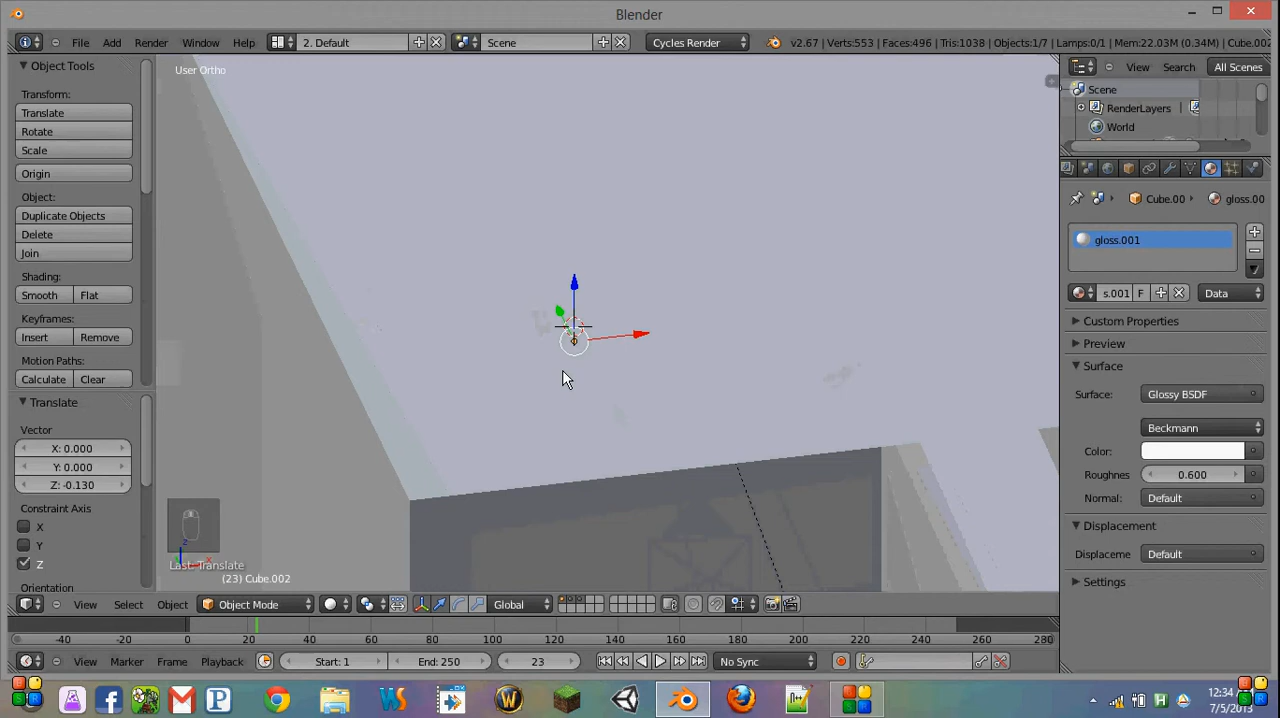 Blender
File Add Render Window Help 2. Default Scene Cycles Render v2.67 | Verts:553 | Faces:496 | Tris:1038 | Objects:1/7 | Lamps:0/1 | Mem:22.03M (0.34M) | Cube.002
Object Tools
Transform:
Translate
Rotate
Scale
Origin
Object:
Duplicate Objects
Delete
Join
Shading:
Smooth Flat
Keyframes:
Insert Remove
Motion Paths:
Calculate Clear
Translate
Vector
X: 0.000
Y: 0.000
Z: -0.130
Constraint Axis
X
Y
Z
Orientation
User Ortho
z
x
Last: Translate
(23) Cube.002
View Select Object Object Mode Global
-40 -20 0 20 40 60 80 100 120 140 160 180 200 220 240 260 280
View Marker Frame Playback Start: 1 End: 250 23 No Sync
View Search All Scenes
Scene
RenderLayers |
World
Cube.00 gloss.00
gloss.001
s.001 F Data
Custom Properties
Preview
Surface
Surface: Glossy BSDF
Beckmann
Color:
Roughnes 0.600
Normal: Default
Displacement
Displaceme Default
Settings
12:34
7/5/2013